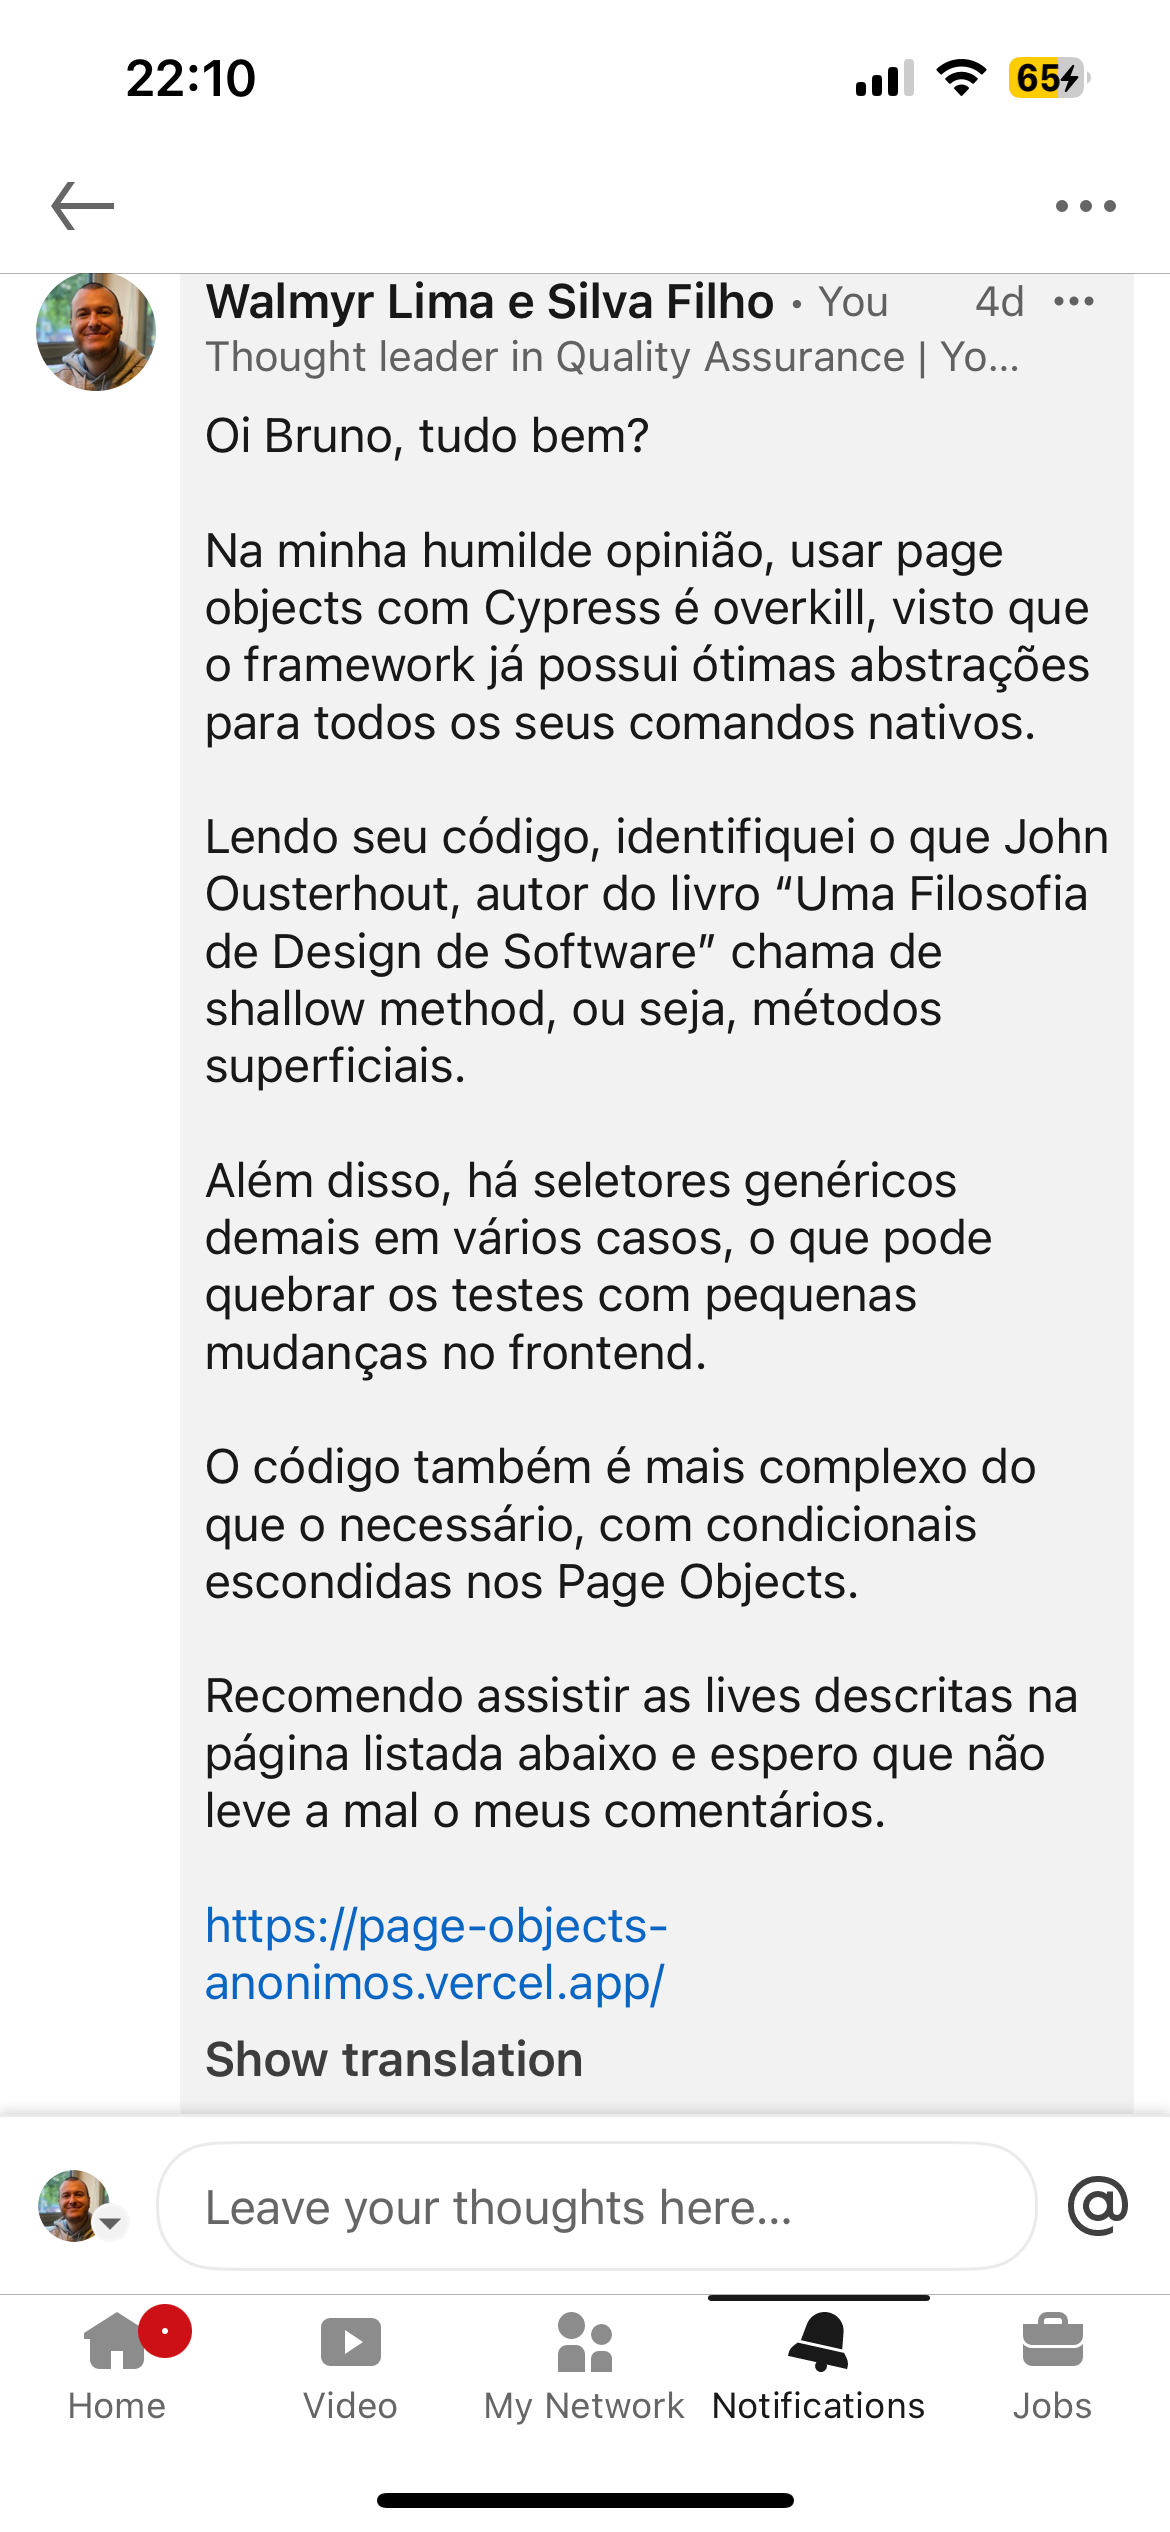 22:10
65
Walmyr Lima e Silva Filho • You 4d
Thought leader in Quality Assurance | Yo...
Oi Bruno, tudo bem?
Na minha humilde opinião, usar page
objects com Cypress é overkill, visto que
o framework já possui ótimas abstrações
para todos os seus comandos nativos.
Lendo seu código, identifiquei o que John
Ousterhout, autor do livro “Uma Filosofia
de Design de Software” chama de
shallow method, ou seja, métodos
superficiais.
Além disso, há seletores genéricos
demais em vários casos, o que pode
quebrar os testes com pequenas
mudanças no frontend.
O código também é mais complexo do
que o necessário, com condicionais
escondidas nos Page Objects.
Recomendo assistir as lives descritas na
página listada abaixo e espero que não
leve a mal o meus comentários.
https://page-objects-
anonimos.vercel.app/
Show translation
Leave your thoughts here...
@
Home Video My Network Notifications Jobs